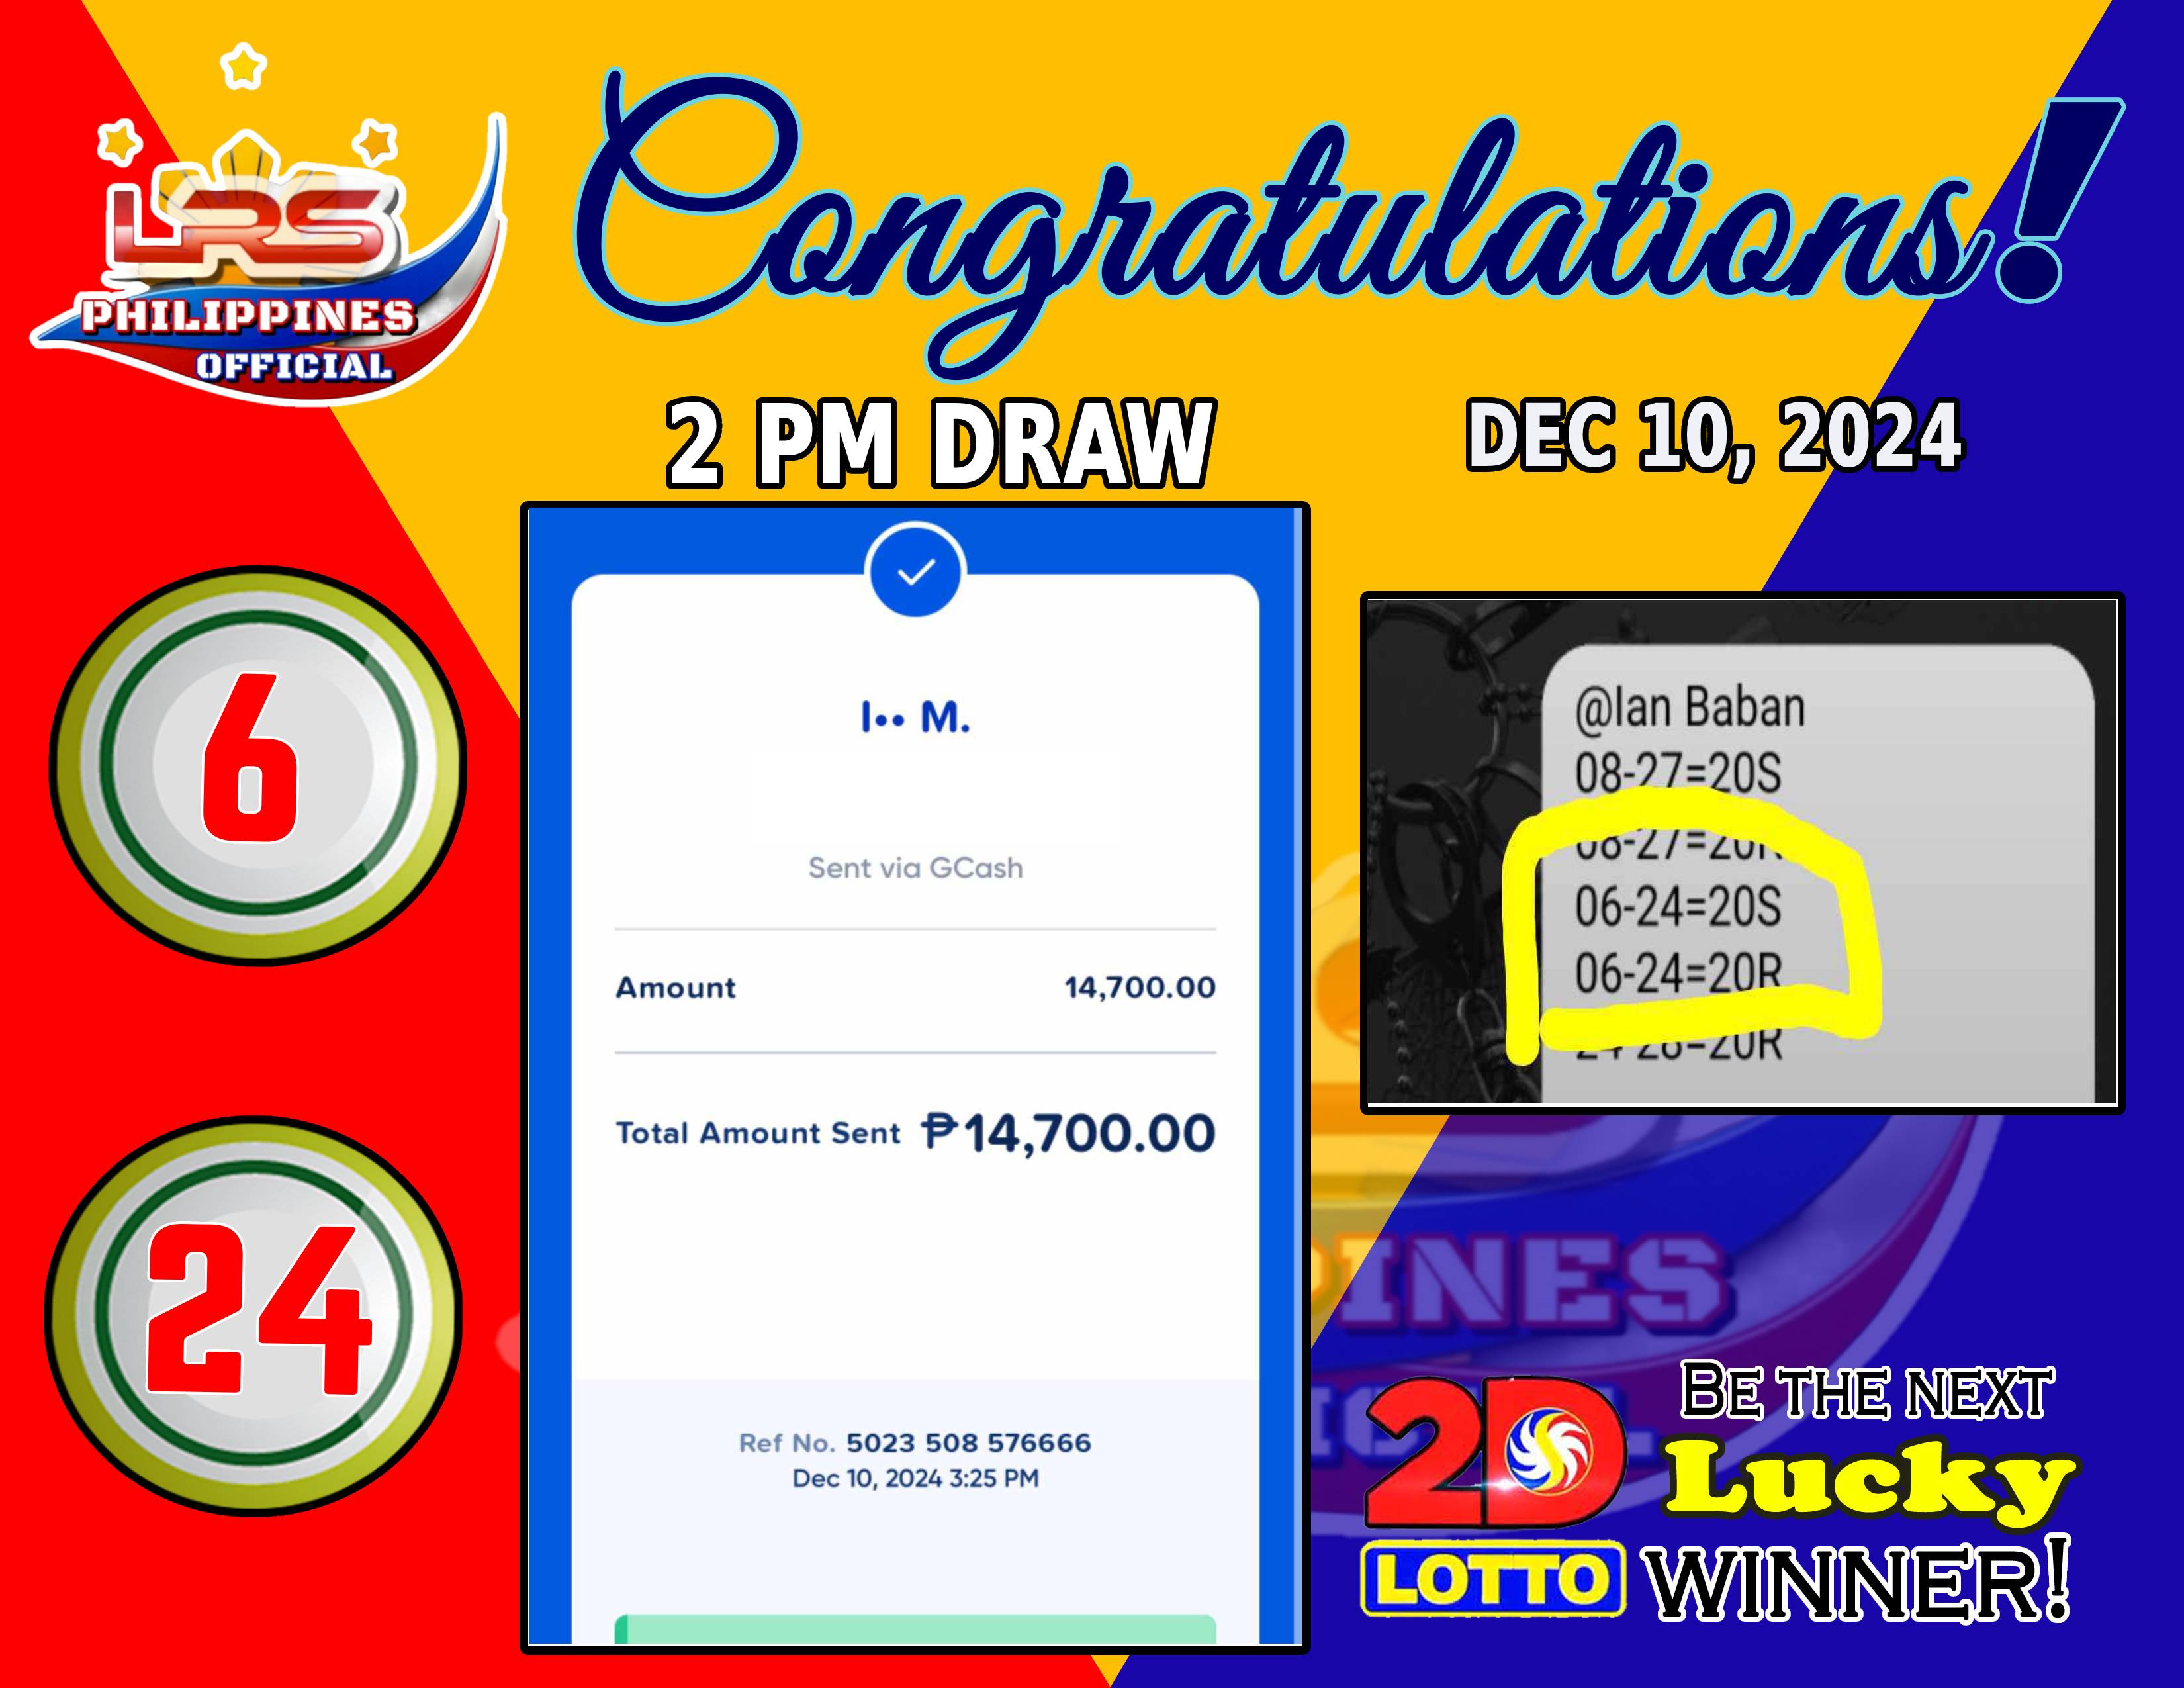 LRS
PHILIPPINES
OFFICIAL
Congratulations!
2 PM DRAW
DEC 10, 2024
6
24
I•• M.
Sent via GCash
Amount 14,700.00
Total Amount Sent ₱14,700.00
Ref No. 5023 508 576666
Dec 10, 2024 3:25 PM
@Ian Baban
08-27=20S
08-27=20R
06-24=20S
06-24=20R
=20R
PINES
2D
LOTTO
BE THE NEXT
Lucky
WINNER!